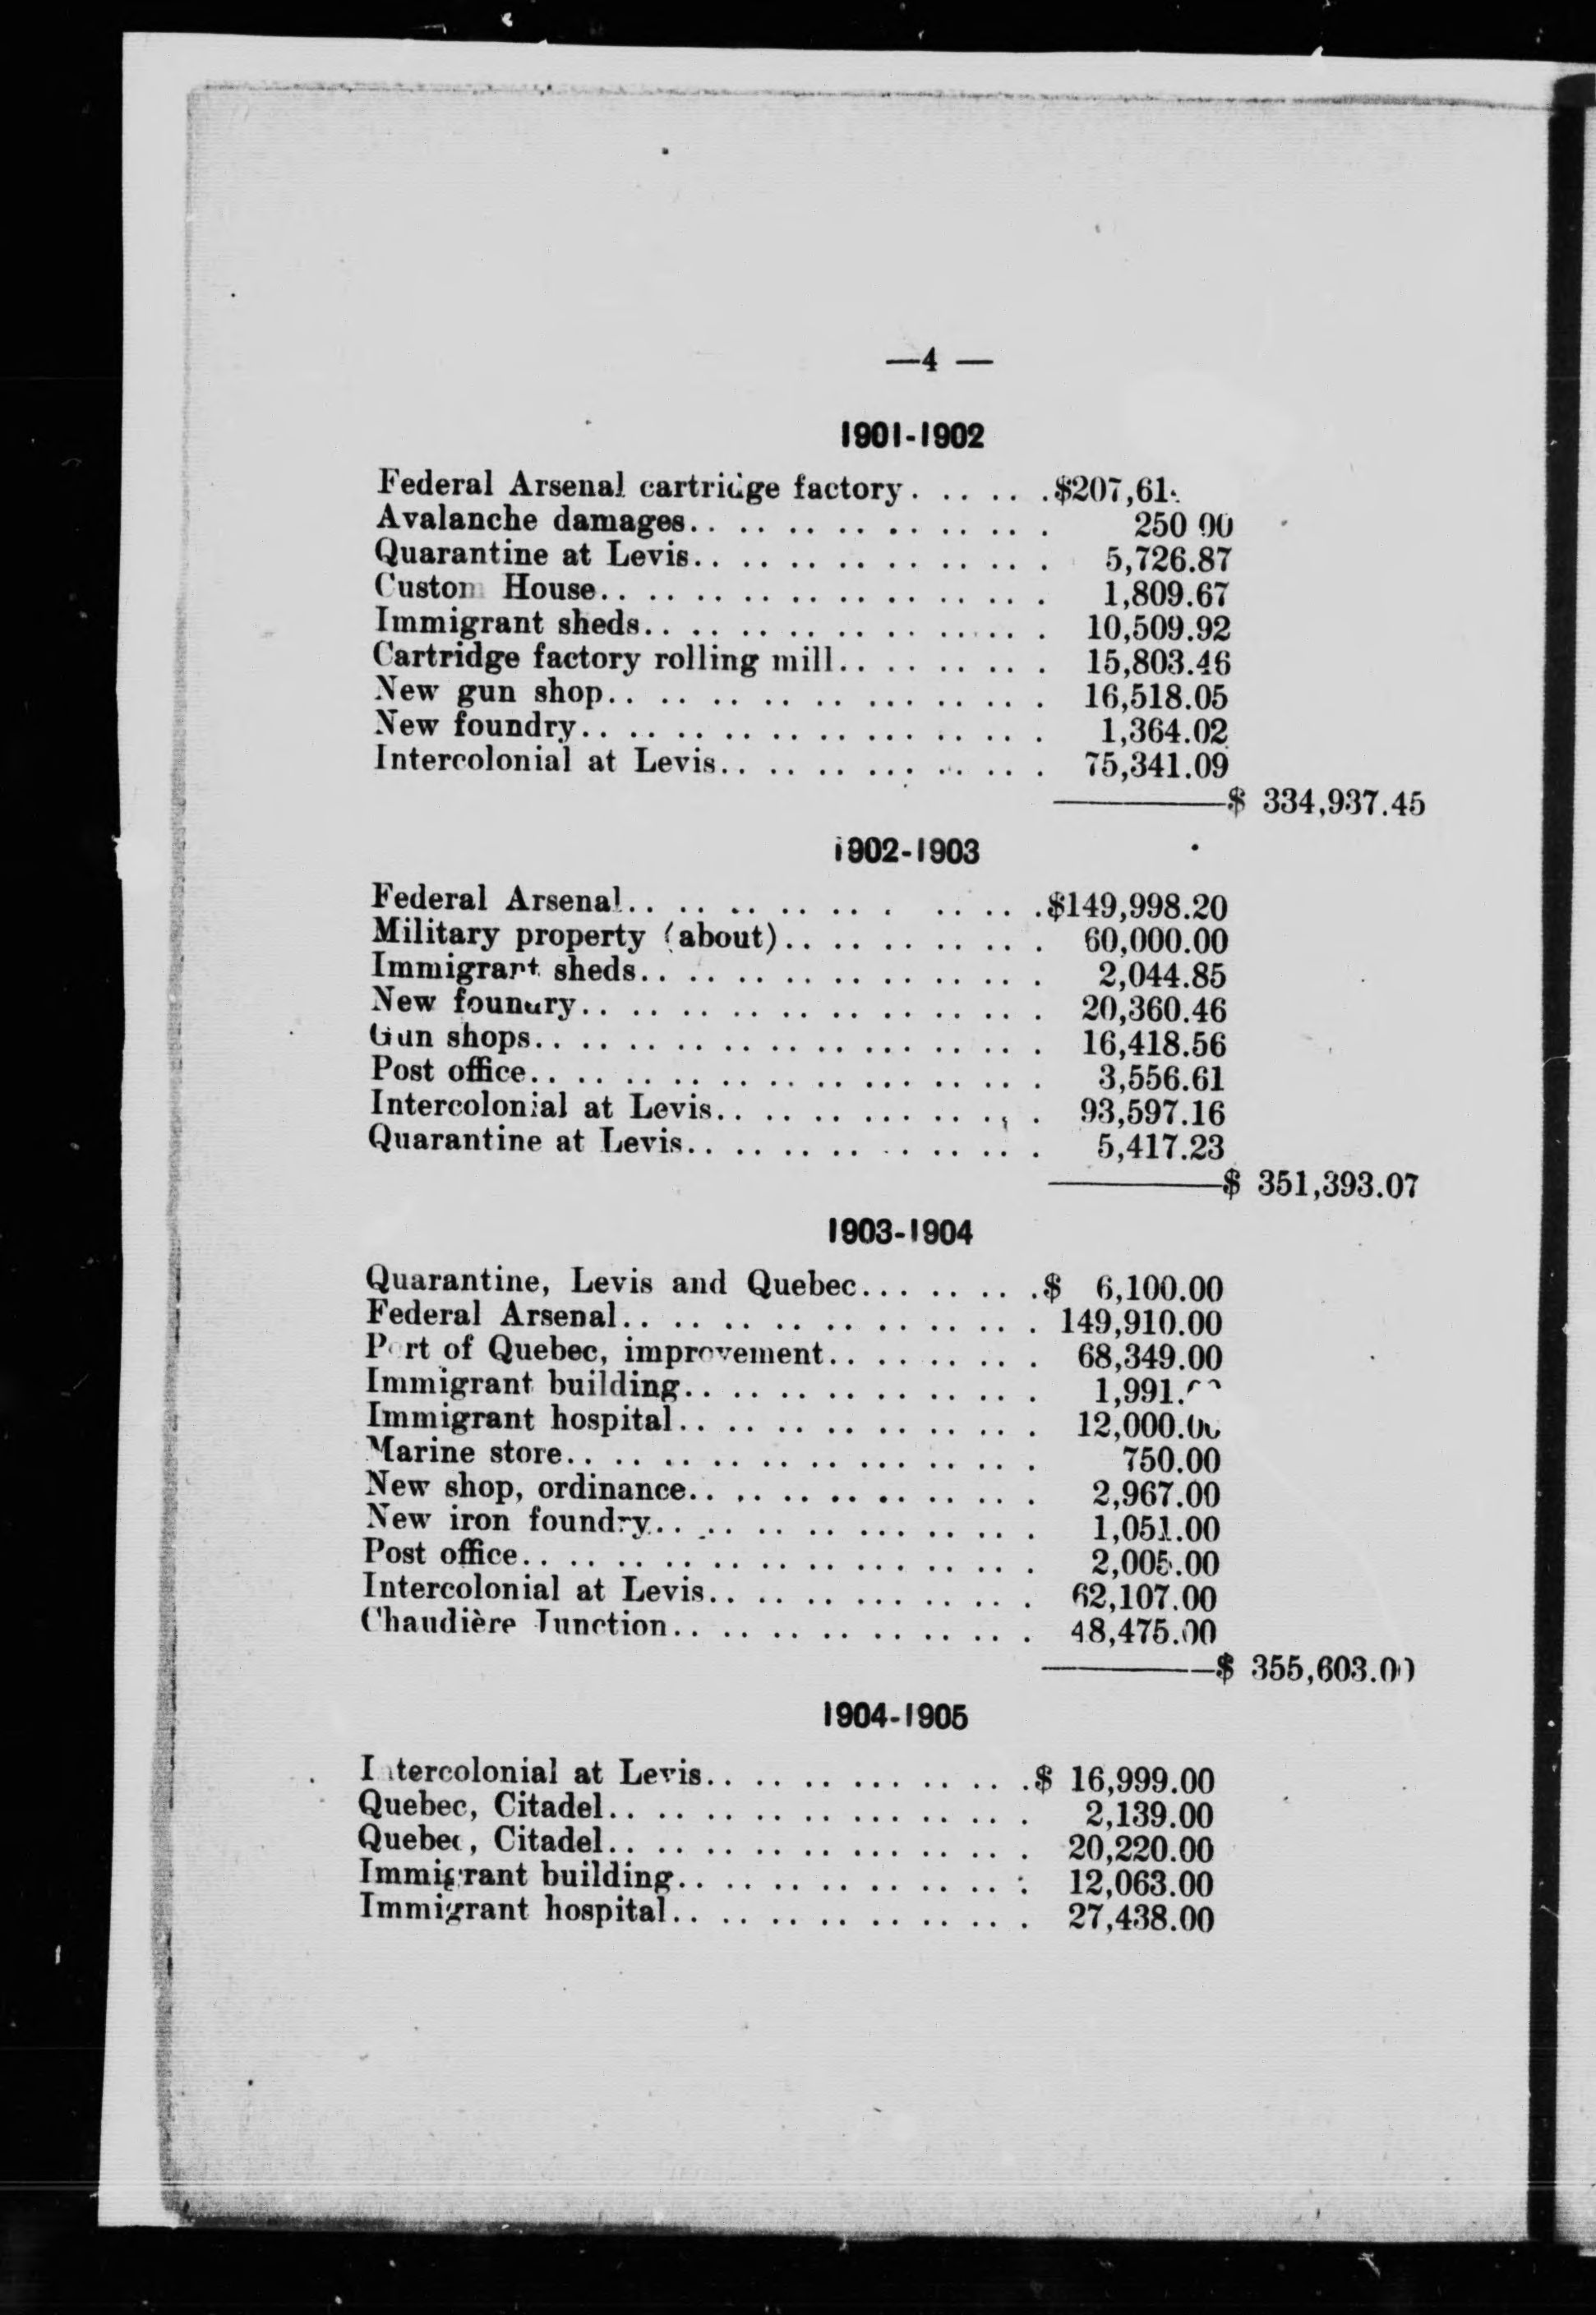 —4 —
1901-1902
Federal Arsenal cartridge factory. . . . . .$207,61
Avalanche damages. . . . . . . . . . . . . . . 250 00
Quarantine at Levis. . . . . . . . . . . . . . . 5,726.87
Custom House. . . . . . . . . . . . . . . . . . . 1,809.67
Immigrant sheds. . . . . . . . . . . . . . . . . 10,509.92
Cartridge factory rolling mill. . . . . . . . . 15,803.46
New gun shop. . . . . . . . . . . . . . . . . . . 16,518.05
New foundry. . . . . . . . . . . . . . . . . . . . 1,364.02
Intercolonial at Levis. . . . . . . . . . . . . . 75,341.09
————$ 334,937.45
1902-1903
Federal Arsenal. . . . . . . . . . . . . . . . .$149,998.20
Military property (about). . . . . . . . . . . 60,000.00
Immigrant sheds. . . . . . . . . . . . . . . . . 2,044.85
New foundry. . . . . . . . . . . . . . . . . . . . 20,360.46
Gun shops. . . . . . . . . . . . . . . . . . . . . . 16,418.56
Post office. . . . . . . . . . . . . . . . . . . . . . 3,556.61
Intercolonial at Levis. . . . . . . . . . . . . . 93,597.16
Quarantine at Levis. . . . . . . . . . . . . . . 5,417.23
————$ 351,393.07
1903-1904
Quarantine, Levis and Quebec. . . . . . . .$ 6,100.00
Federal Arsenal. . . . . . . . . . . . . . . . . . 149,910.00
Port of Quebec, improvement. . . . . . . . . 68,349.00
Immigrant building. . . . . . . . . . . . . . . 1,991.
Immigrant hospital. . . . . . . . . . . . . . . 12,000.00
Marine store. . . . . . . . . . . . . . . . . . . . 750.00
New shop, ordinance. . . . . . . . . . . . . . 2,967.00
New iron foundry. . . . . . . . . . . . . . . . 1,051.00
Post office. . . . . . . . . . . . . . . . . . . . . . 2,005.00
Intercolonial at Levis. . . . . . . . . . . . . . 62,107.00
Chaudière Junction. . . . . . . . . . . . . . . 48,475.00
————$ 355,603.00
1904-1905
Intercolonial at Levis. . . . . . . . . . . . . .$ 16,999.00
Quebec, Citadel. . . . . . . . . . . . . . . . . . 2,139.00
Quebec, Citadel. . . . . . . . . . . . . . . . . . 20,220.00
Immigrant building. . . . . . . . . . . . . . . 12,063.00
Immigrant hospital. . . . . . . . . . . . . . . 27,438.00